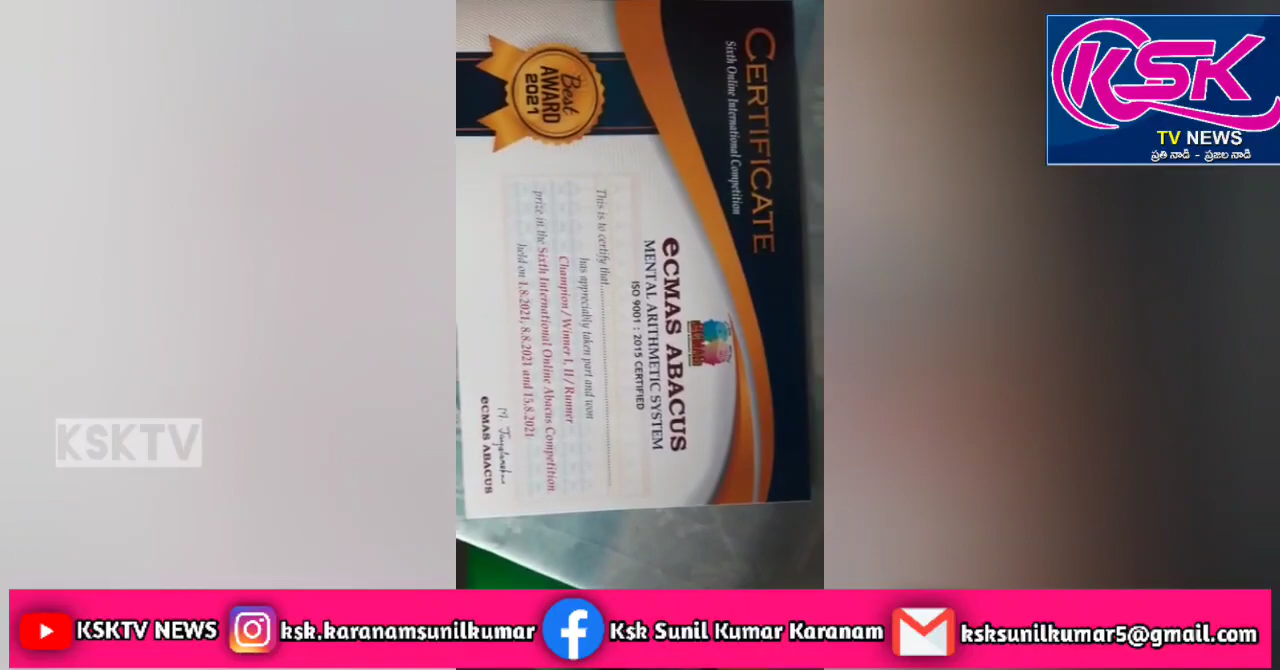 CERTIFICATE
Sixth Online International Competition
Best
AWARD
2021
eCMAS ABACUS
MENTAL ARITHMETIC SYSTEM
ISO 9001 : 2015 CERTIFIED
This is to certify that
has appreciably taken part and won
Champion / Winner I, II / Runner
prize in the Sixth International Online Abacus Competition
held on 1.8.2021, 8.8.2021 and 15.8.2021
eCMAS ABACUS
KSK
TV NEWS
ప్రతి నాడి - ప్రజల నాడి
KSKTV
KSKTV NEWS
ksk.karanamsunilkumar
Ksk Sunil Kumar Karanam
ksksunilkumar5@gmail.com